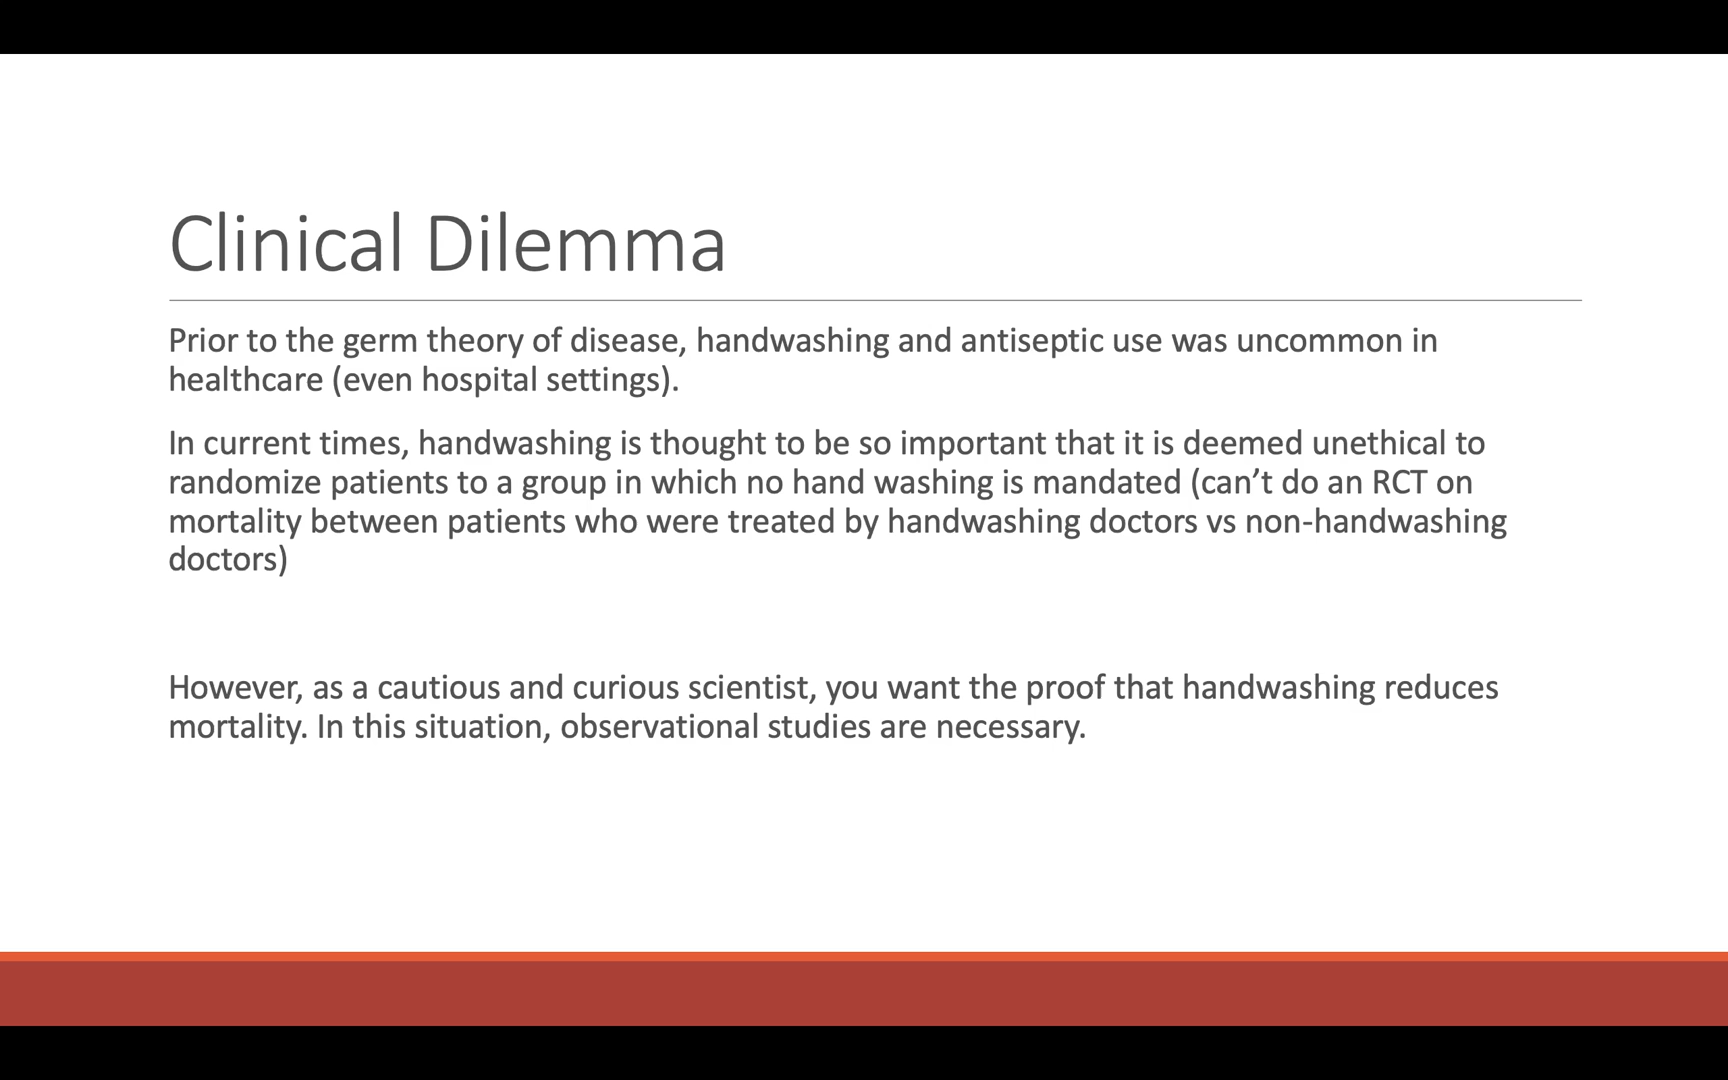 Clinical Dilemma
Prior to the germ theory of disease, handwashing and antiseptic use was uncommon in
healthcare (even hospital settings).
In current times, handwashing is thought to be so important that it is deemed unethical to
randomize patients to a group in which no hand washing is mandated (can’t do an RCT on
mortality between patients who were treated by handwashing doctors vs non-handwashing
doctors)
However, as a cautious and curious scientist, you want the proof that handwashing reduces
mortality. In this situation, observational studies are necessary.